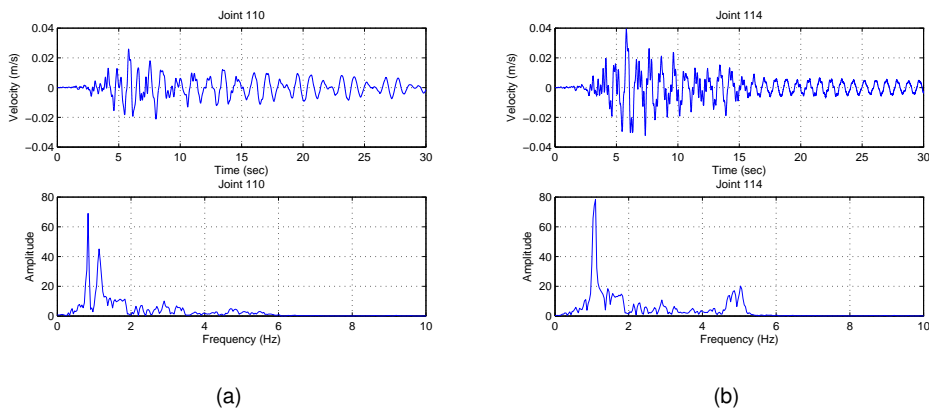 Joint 110
0.04
0.02
0
−0.02
−0.04
Velocity (m/s)
0 5 10 15 20 25 30
Time (sec)
Joint 110
80
60
40
20
0
Amplitude
0 2 4 6 8 10
Frequency (Hz)
(a)
Joint 114
0.04
0.02
0
−0.02
−0.04
Velocity (m/s)
0 5 10 15 20 25 30
Time (sec)
Joint 114
80
60
40
20
0
Amplitude
0 2 4 6 8 10
Frequency (Hz)
(b)